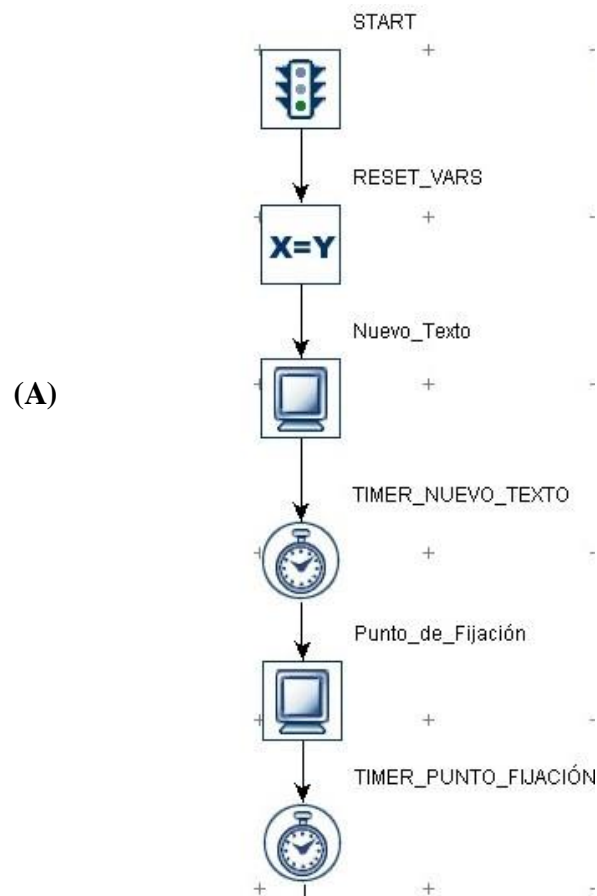 START
RESET_VARS
X=Y
Nuevo_Texto
(A)
TIMER_NUEVO_TEXTO
Punto_de_Fijación
TIMER_PUNTO_FIJACIÓN